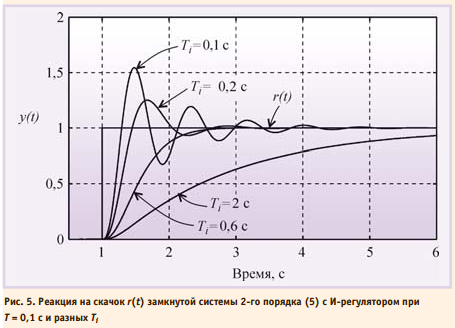 2
T_i=0,1 с
1,5
T_i= 0,2 с
y(t)
r(t)
1
0,5
T_i=2 с
T_i=0,6 с
0
1 2 3 4 5 6
Время, с
Рис. 5. Реакция на скачок r(t) замкнутой системы 2-го порядка (5) с И-регулятором при
T = 0,1 с и разных T_i